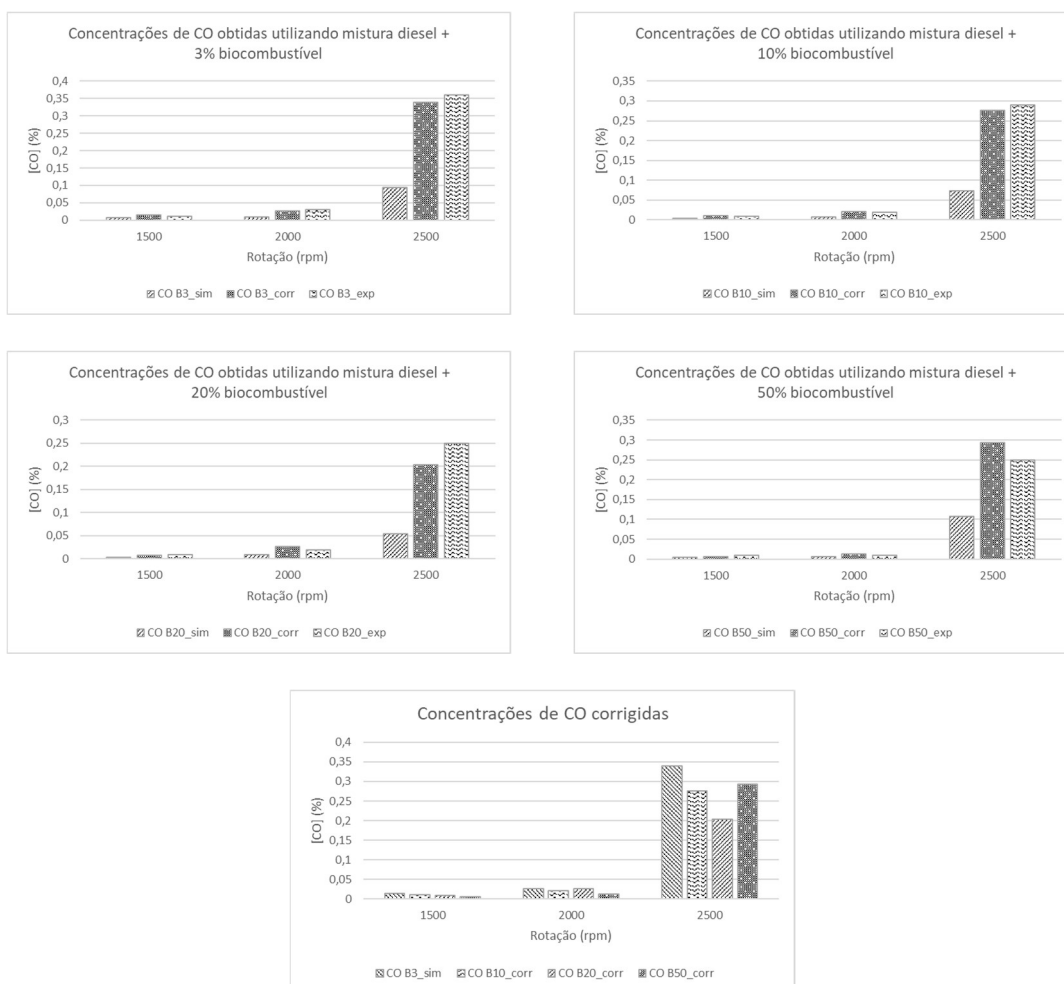 Concentrações de CO obtidas utilizando mistura diesel +
3% biocombustível
0,4
0,35
0,3
0,25
0,2
0,15
0,1
0,05
0
[CO] (%)
1500 2000 2500
Rotação (rpm)
CO B3_sim CO B3_corr CO B3_exp
Concentrações de CO obtidas utilizando mistura diesel +
10% biocombustível
0,35
0,3
0,25
0,2
0,15
0,1
0,05
0
[CO] (%)
1500 2000 2500
Rotação (rpm)
CO B10_sim CO B10_corr CO B10_exp
Concentrações de CO obtidas utilizando mistura diesel +
20% biocombustível
0,3
0,25
0,2
0,15
0,1
0,05
0
[CO] (%)
1500 2000 2500
Rotação (rpm)
CO B20_sim CO B20_corr CO B20_exp
Concentrações de CO obtidas utilizando mistura diesel +
50% biocombustível
0,35
0,3
0,25
0,2
0,15
0,1
0,05
0
[CO] (%)
1500 2000 2500
Rotação (rpm)
CO B50_sim CO B50_corr CO B50_exp
Concentrações de CO corrigidas
0,4
0,35
0,3
0,25
0,2
0,15
0,1
0,05
0
[CO] (%)
1500 2000 2500
Rotação (rpm)
CO B3_sim CO B10_corr CO B20_corr CO B50_corr